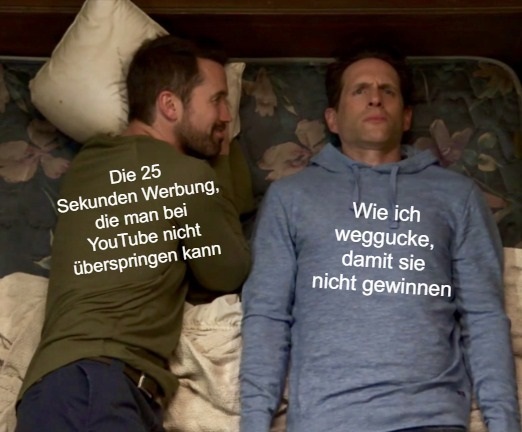 Die 25
Sekunden Werbung,
die man bei
YouTube nicht
überspringen kann
Wie ich
weggucke,
damit sie
nicht gewinnen